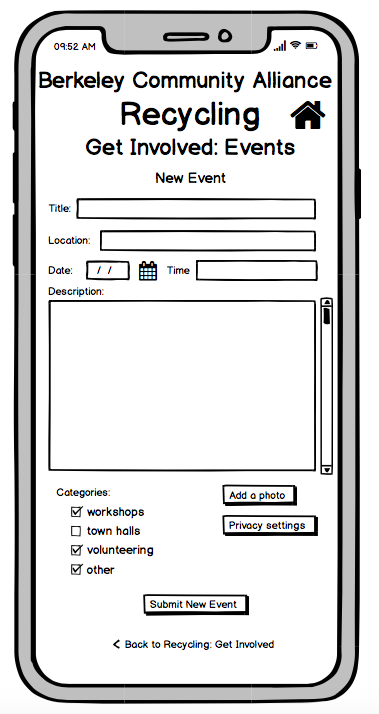 09:52 AM
Berkeley Community Alliance
Recycling
Get Involved: Events
New Event
Title:
Location:
Date: / / Time
Description:
Categories:
Add a photo
workshops
Privacy settings
town halls
volunteering
other
Submit New Event
< Back to Recycling: Get Involved